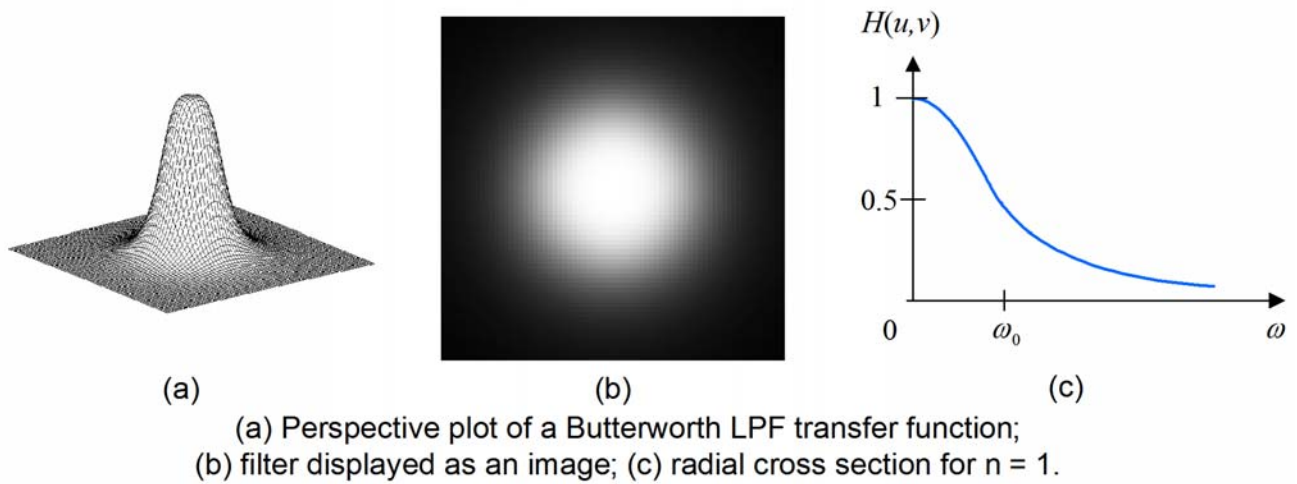 H(u,v)
1
0.5
0
ω₀
ω
(a)
(b)
(c)
(a) Perspective plot of a Butterworth LPF transfer function;
(b) filter displayed as an image; (c) radial cross section for n = 1.